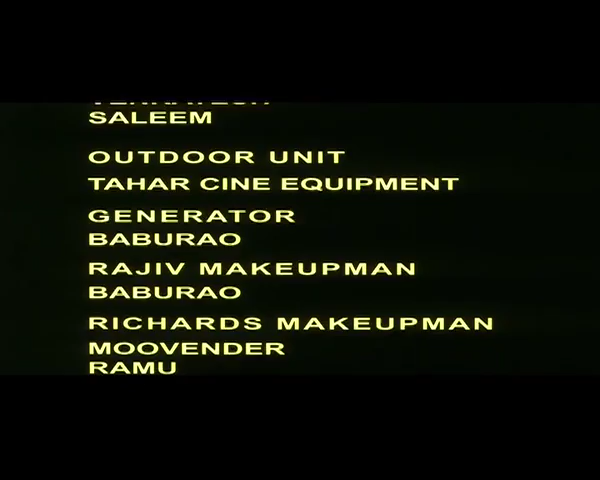 SALEEM
OUTDOOR UNIT
TAHAR CINE EQUIPMENT
GENERATOR
BABURAO
RAJIV MAKEUPMAN
BABURAO
RICHARDS MAKEUPMAN
MOOVENDER
RAMU